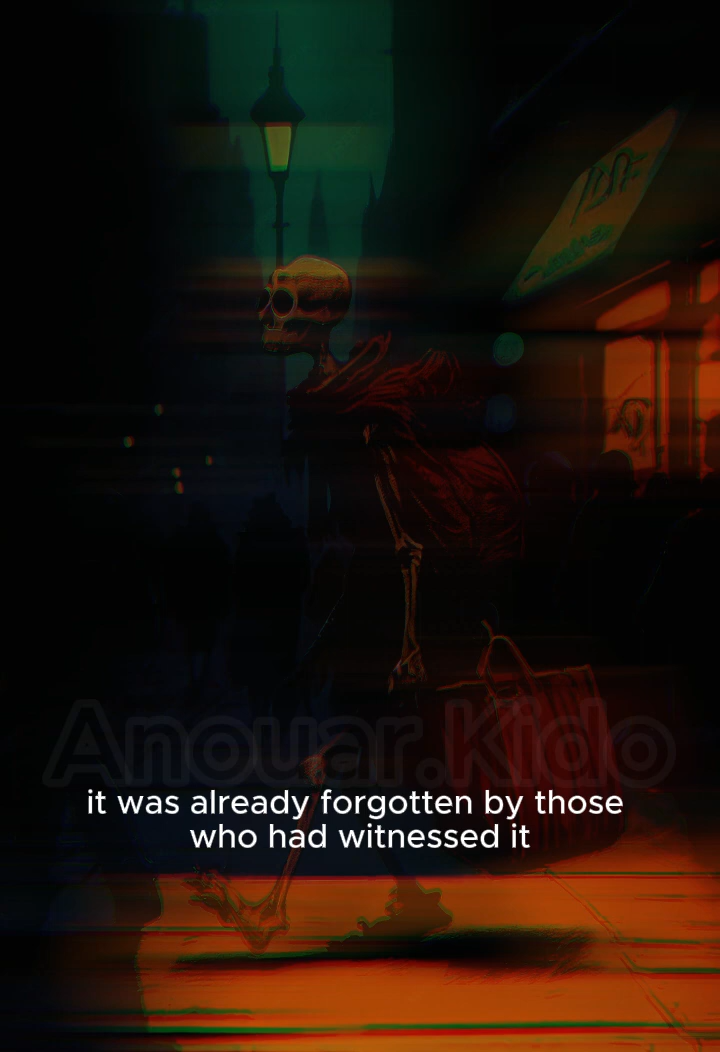 Anouar.Kido
it was already forgotten by those
who had witnessed it